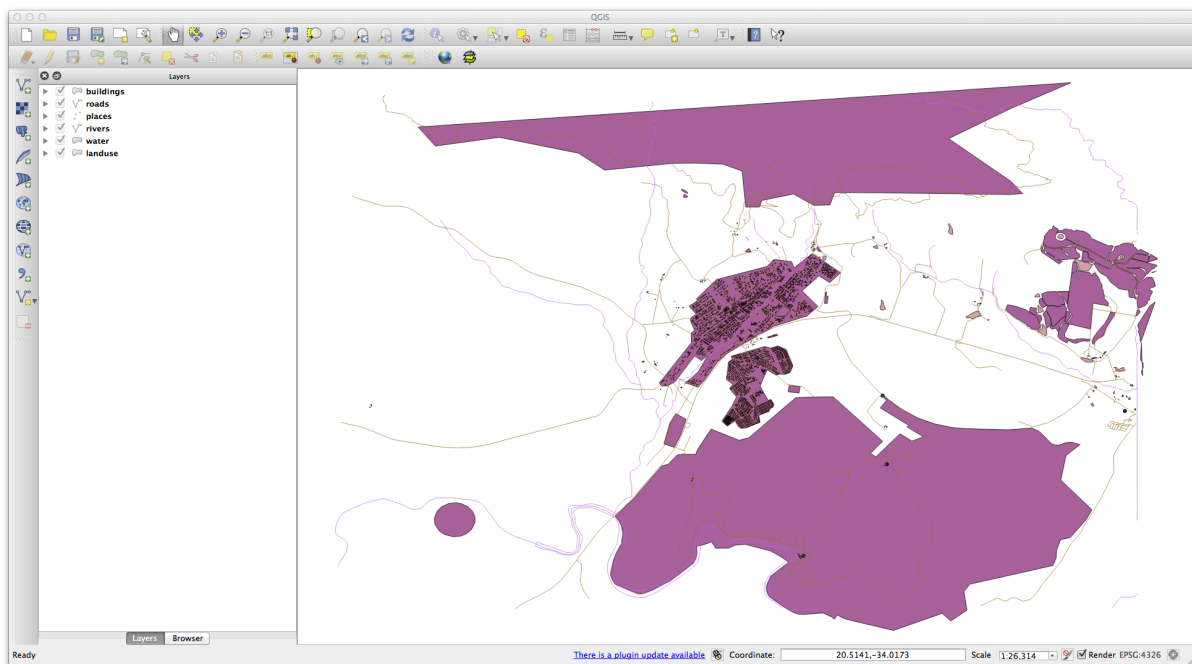 QGIS
Layers
buildings
roads
places
rivers
water
landuse
Layers
Browser
Ready
There is a plugin update available
Coordinate:
20.5141,-34.0173
Scale
1:26,314
Render
EPSG:4326